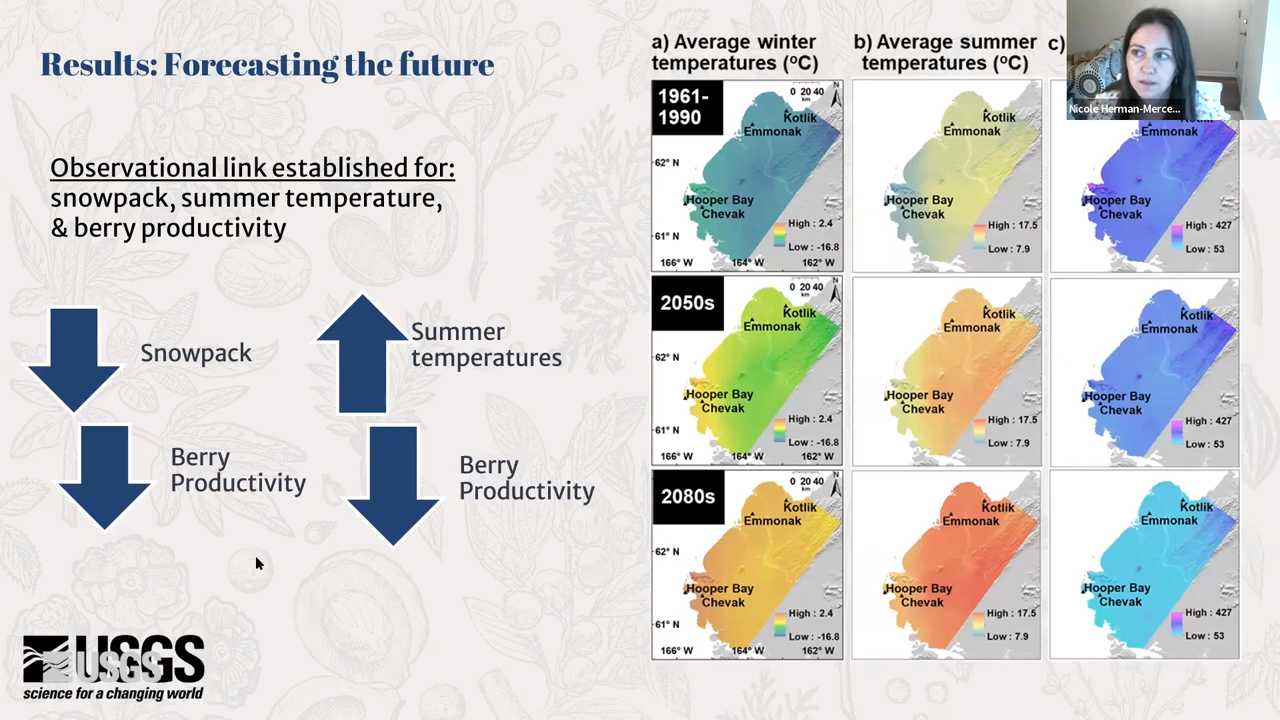 Results: Forecasting the future
Observational link established for:
snowpack, summer temperature,
& berry productivity
Snowpack
Summer
temperatures
Berry
Productivity
Berry
Productivity
USGS
science for a changing world
a) Average winter
temperatures (ºC)
b) Average summer
temperatures (ºC)
c)
Nicole Herman-Merce...
1961-
1990
0 20 40
km
N
Kotlik
Emmonak
62° N
Hooper Bay
Chevak
High : 2.4
Low : -16.8
61° N
166° W 164° W 162° W
Kotlik
Emmonak
Hooper Bay
Chevak
High : 17.5
Low : 7.9
Emmonak
Hooper Bay
Chevak
High : 427
Low : 53
2050s
0 20 40
km
N
Kotlik
Emmonak
62° N
Hooper Bay
Chevak
High : 2.4
Low : -16.8
61° N
166° W 164° W 162° W
Kotlik
Emmonak
Hooper Bay
Chevak
High : 17.5
Low : 7.9
Kotlik
Emmonak
Hooper Bay
Chevak
High : 427
Low : 53
2080s
0 20 40
km
N
Kotlik
Emmonak
62° N
Hooper Bay
Chevak
High : 2.4
Low : -16.8
61° N
166° W 164° W 162° W
Kotlik
Emmonak
Hooper Bay
Chevak
High : 17.5
Low : 7.9
Kotlik
Emmonak
Hooper Bay
Chevak
High : 427
Low : 53